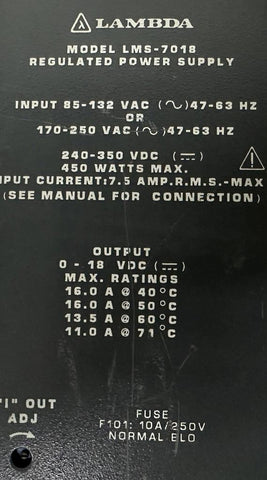 LAMBDA
MODEL LMS-7018
REGULATED POWER SUPPLY
INPUT 85-132 VAC (∿) 47-63 HZ
OR
170-250 VAC (∿) 47-63 HZ
240-350 VDC (⎓)
450 WATTS MAX.
NPUT CURRENT:7.5 AMP.R.M.S.-MAX
(SEE MANUAL FOR CONNECTION)
OUTPUT
0 - 18 VDC (⎓)
MAX. RATINGS
16.0 A @ 40°C
16.0 A @ 50°C
13.5 A @ 60°C
11.0 A @ 71°C
"I" OUT
ADJ
FUSE
F101: 10A/250V
NORMAL BLO